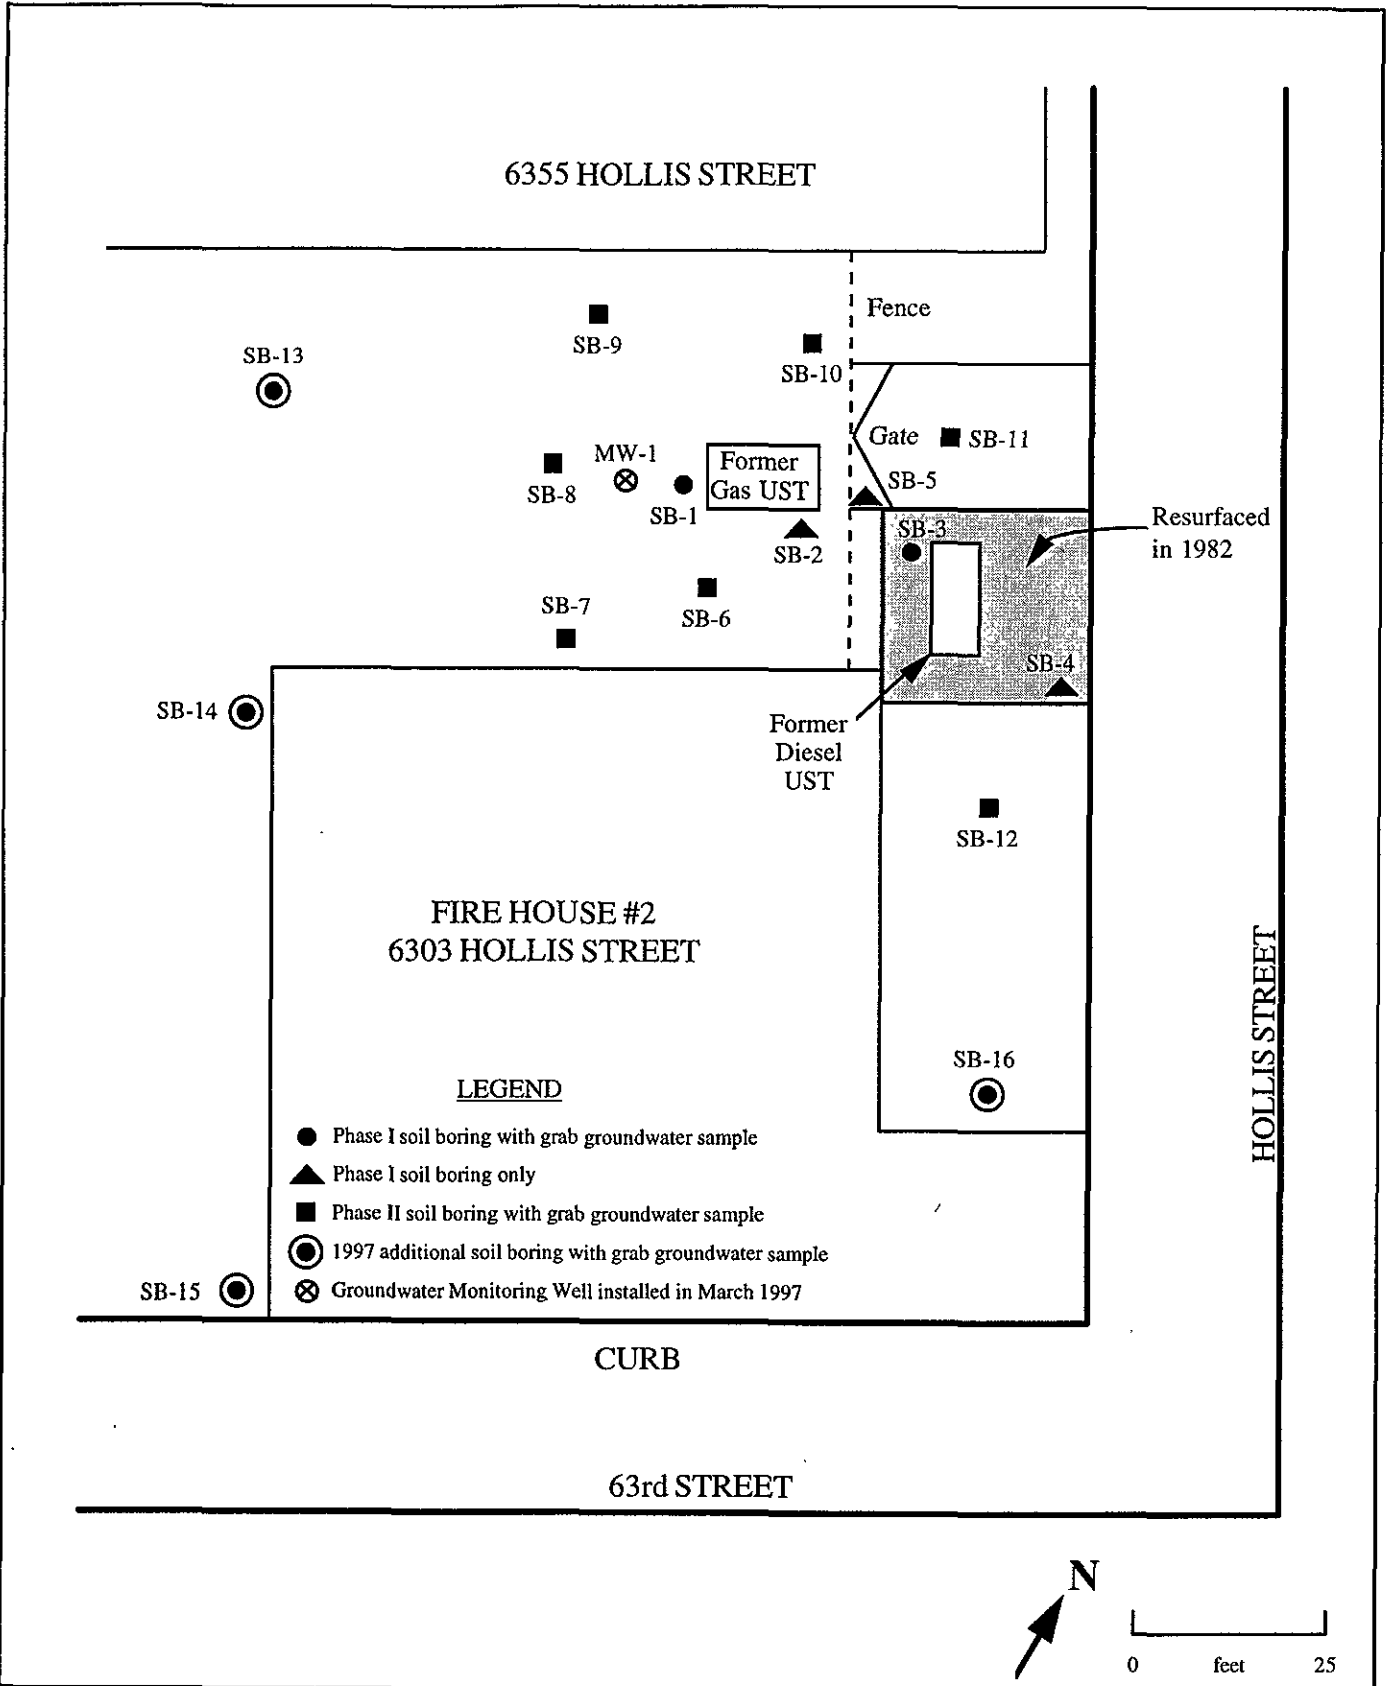 6355 HOLLIS STREET
Fence
SB-9
SB-13
SB-10
Gate
SB-11
MW-1
Former
Gas UST
SB-8
SB-1
SB-5
SB-2
SB-3
Resurfaced
in 1982
SB-7
SB-6
SB-4
SB-14
Former
Diesel
UST
SB-12
FIRE HOUSE #2
6303 HOLLIS STREET
HOLLIS STREET
SB-16
LEGEND
Phase I soil boring with grab groundwater sample
Phase I soil boring only
Phase II soil boring with grab groundwater sample
1997 additional soil boring with grab groundwater sample
Groundwater Monitoring Well installed in March 1997
SB-15
CURB
63rd STREET
N
0 feet 25